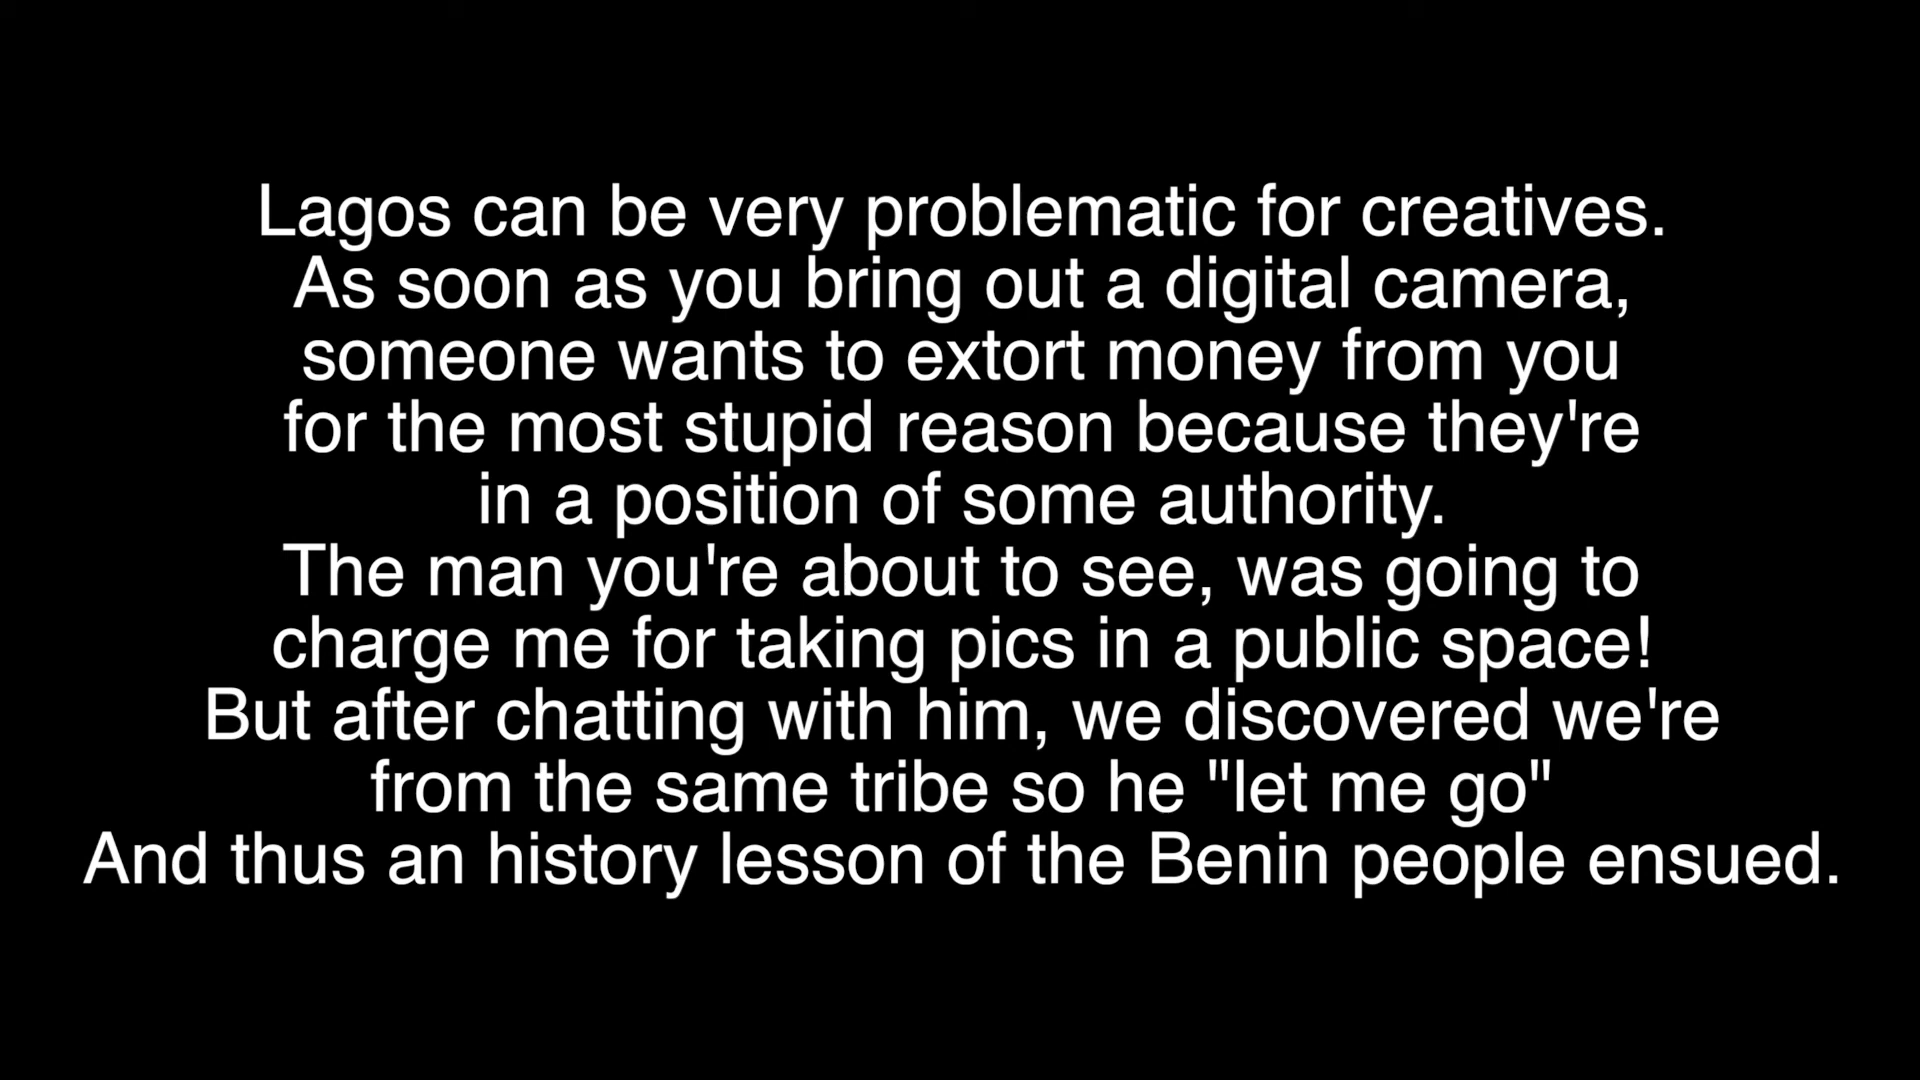 Lagos can be very problematic for creatives.
As soon as you bring out a digital camera,
someone wants to extort money from you
for the most stupid reason because they're
in a position of some authority.
The man you're about to see, was going to
charge me for taking pics in a public space!
But after chatting with him, we discovered we're
from the same tribe so he "let me go"
And thus an history lesson of the Benin people ensued.